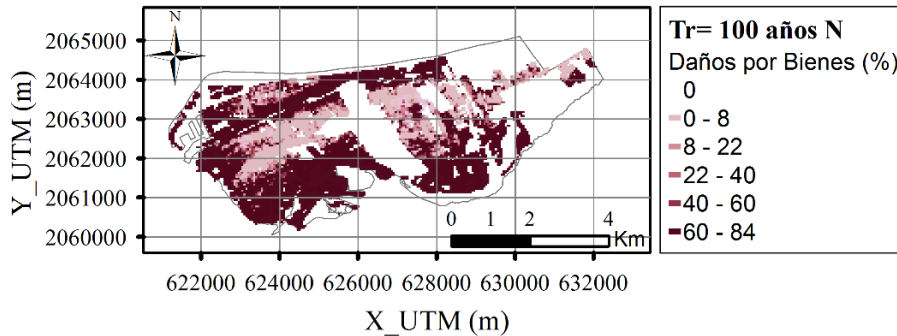 N
2065000
2064000
2063000
2062000
2061000
2060000
Y_UTM (m)
0 1 2 4
Km
622000 624000 626000 628000 630000 632000
X_UTM (m)
Tr= 100 años N
Daños por Bienes (%)
0
0 - 8
8 - 22
22 - 40
40 - 60
60 - 84